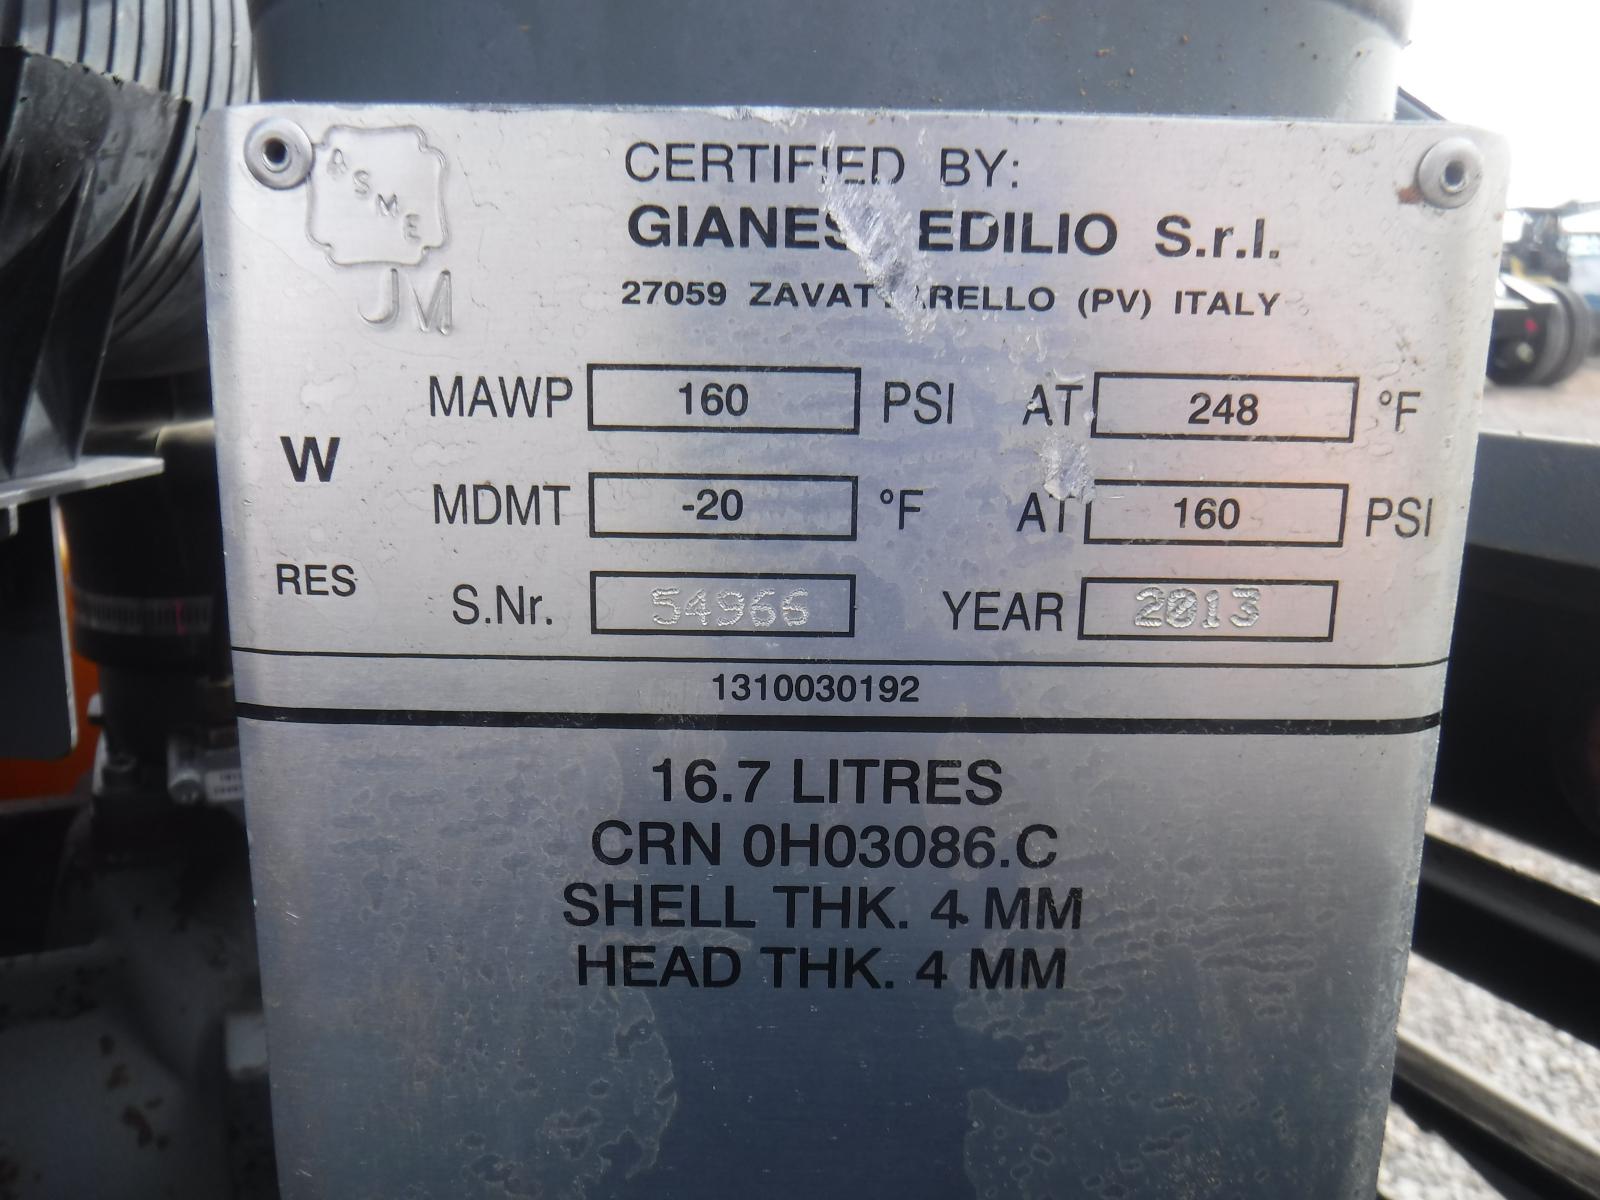 ASME
JM
CERTIFIED BY:
EDILIO S.r.l.
27059 (PV) ITALY
MAWP 160 PSI AT 248 °F
W
MDMT -20 °F AT 160 PSI
RES
S.Nr. 54966 YEAR 2013
1310030192
16.7 LITRES
CRN 0H03086.C
SHELL THK. 4 MM
HEAD THK. 4 MM